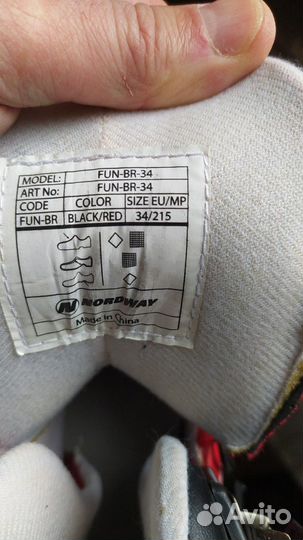 MODEL: FUN-BR-34
ART No: FUN-BR-34
CODE COLOR SIZE EU/MP
FUN-BR BLACK/RED 34/215
NORDWAY
Made in China
Avito